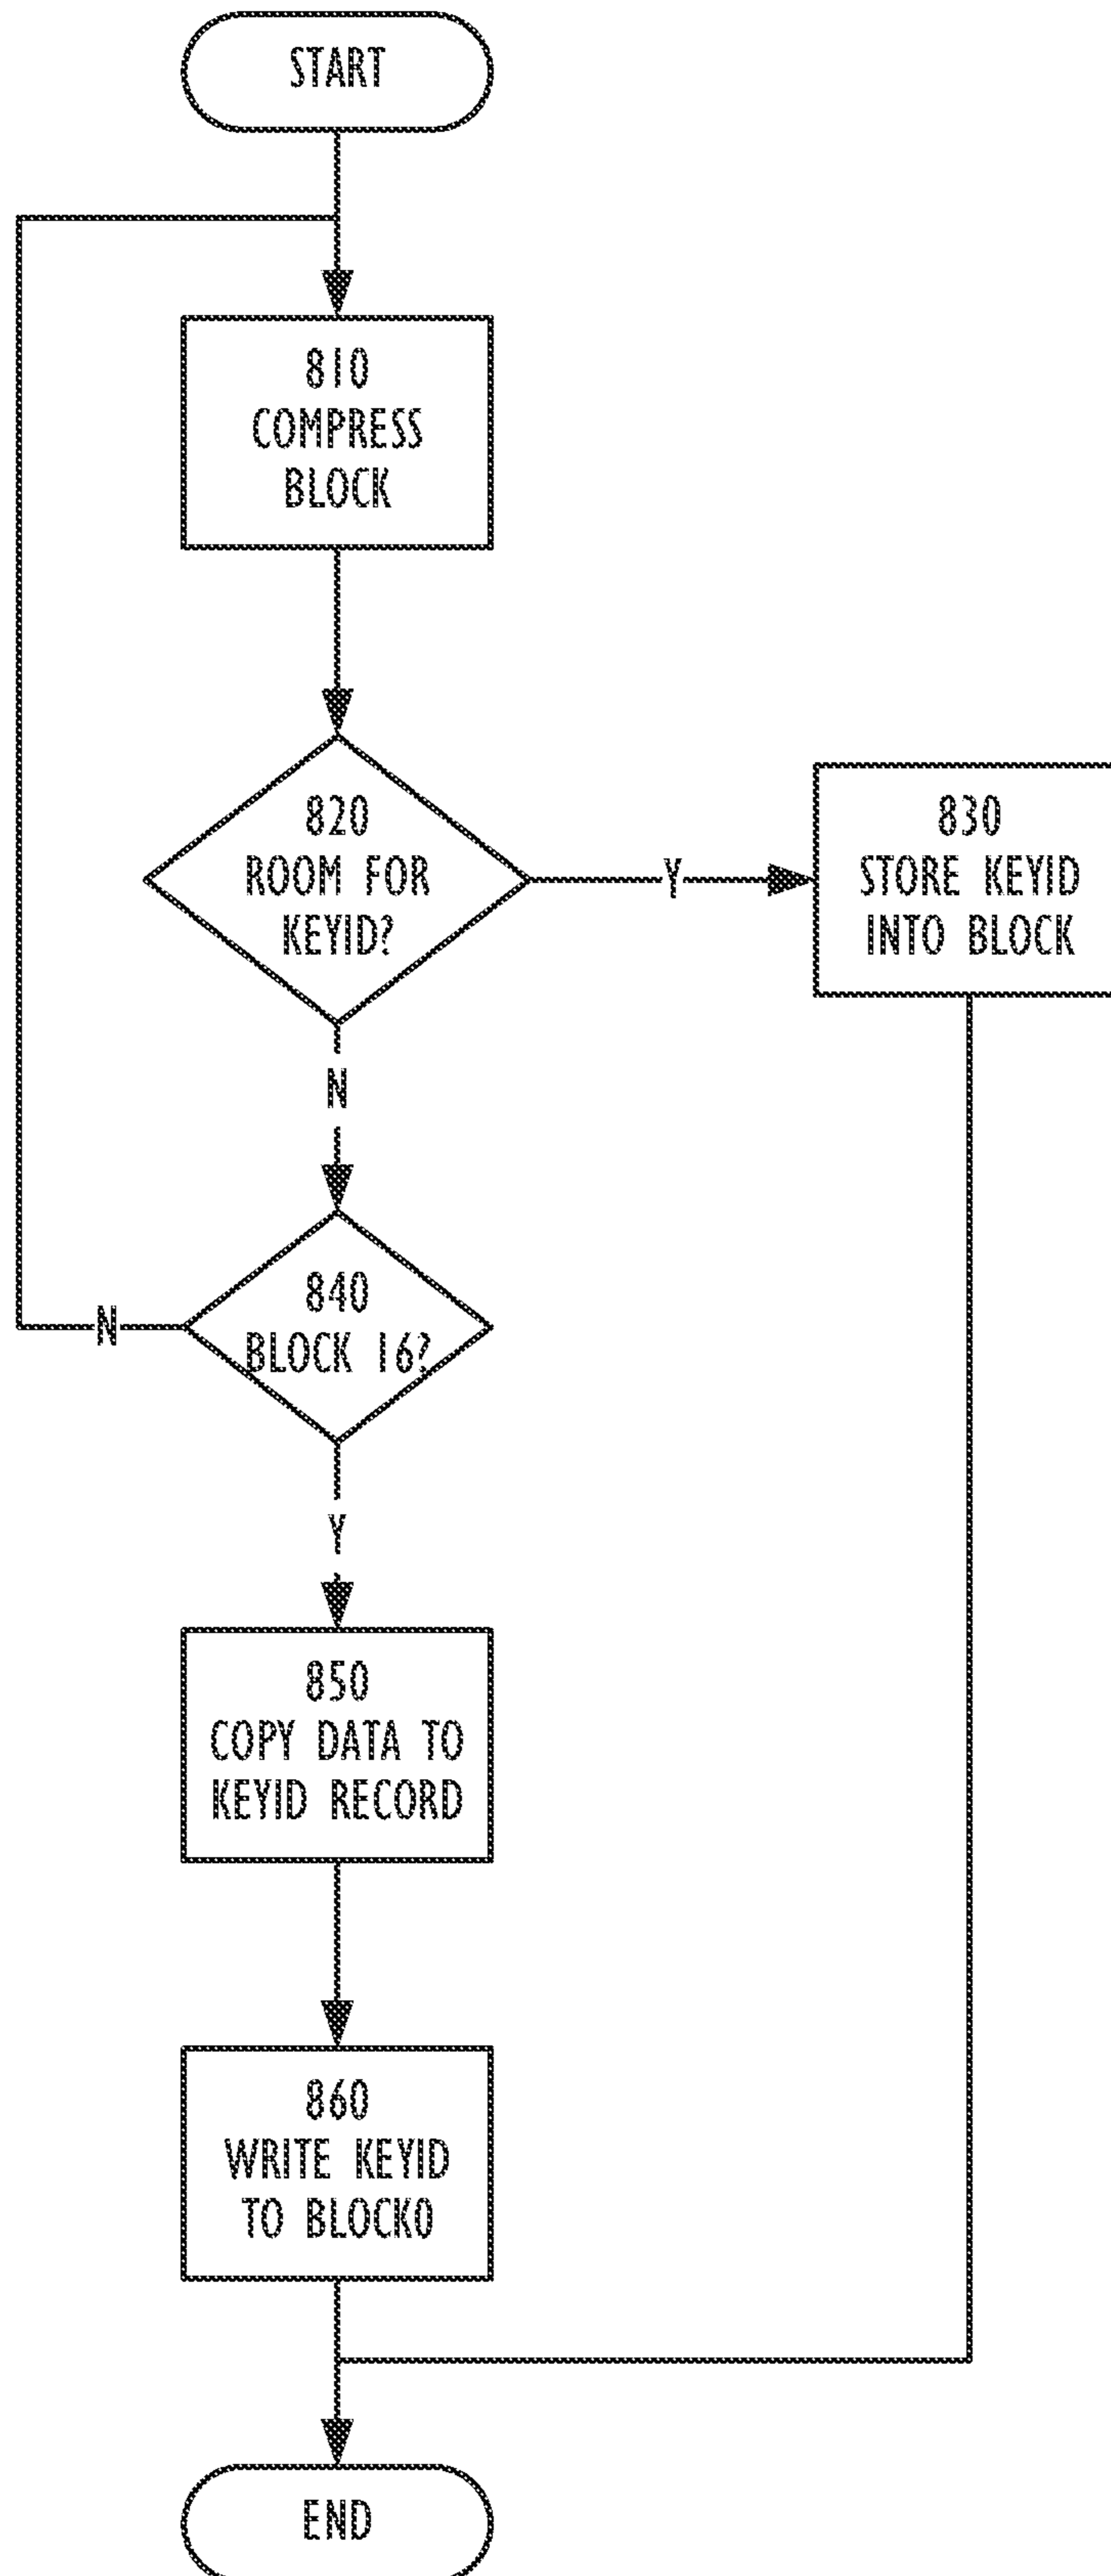 START
810
COMPRESS
BLOCK
820
ROOM FOR
KEYID?
Y
830
STORE KEYID
INTO BLOCK
N
840
BLOCK 16?
N
Y
850
COPY DATA TO
KEYID RECORD
860
WRITE KEYID
TO BLOCK0
END